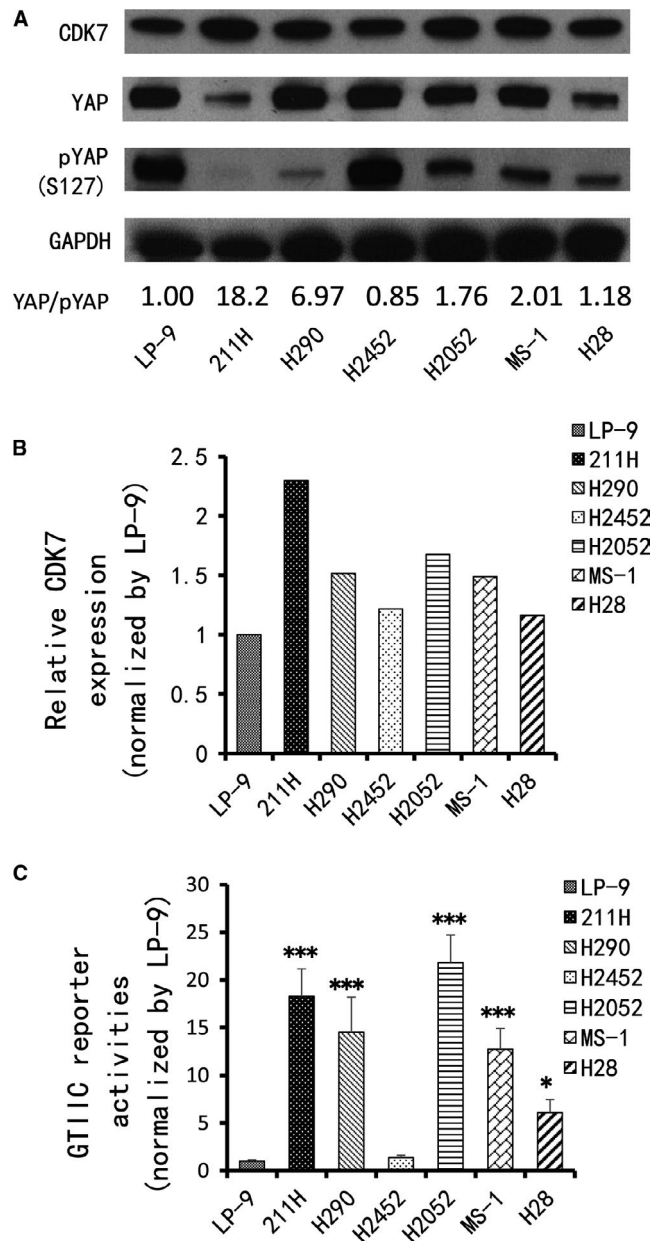 A
CDK7
YAP
pYAP
(S127)
GAPDH
YAP/pYAP 1.00 18.2 6.97 0.85 1.76 2.01 1.18
LP-9 211H H290 H2452 H2052 MS-1 H28
B
Relative CDK7
expression
(normalized by LP-9)
2.5
2
1.5
1
0.5
0
LP-9 211H H290 H2452 H2052 MS-1 H28
LP-9
211H
H290
H2452
H2052
MS-1
H28
C
GTIIC reporter
activities
(normalized by LP-9)
30
25
20
15
10
5
0
*** *** *** *** *
LP-9 211H H290 H2452 H2052 MS-1 H28
LP-9
211H
H290
H2452
H2052
MS-1
H28